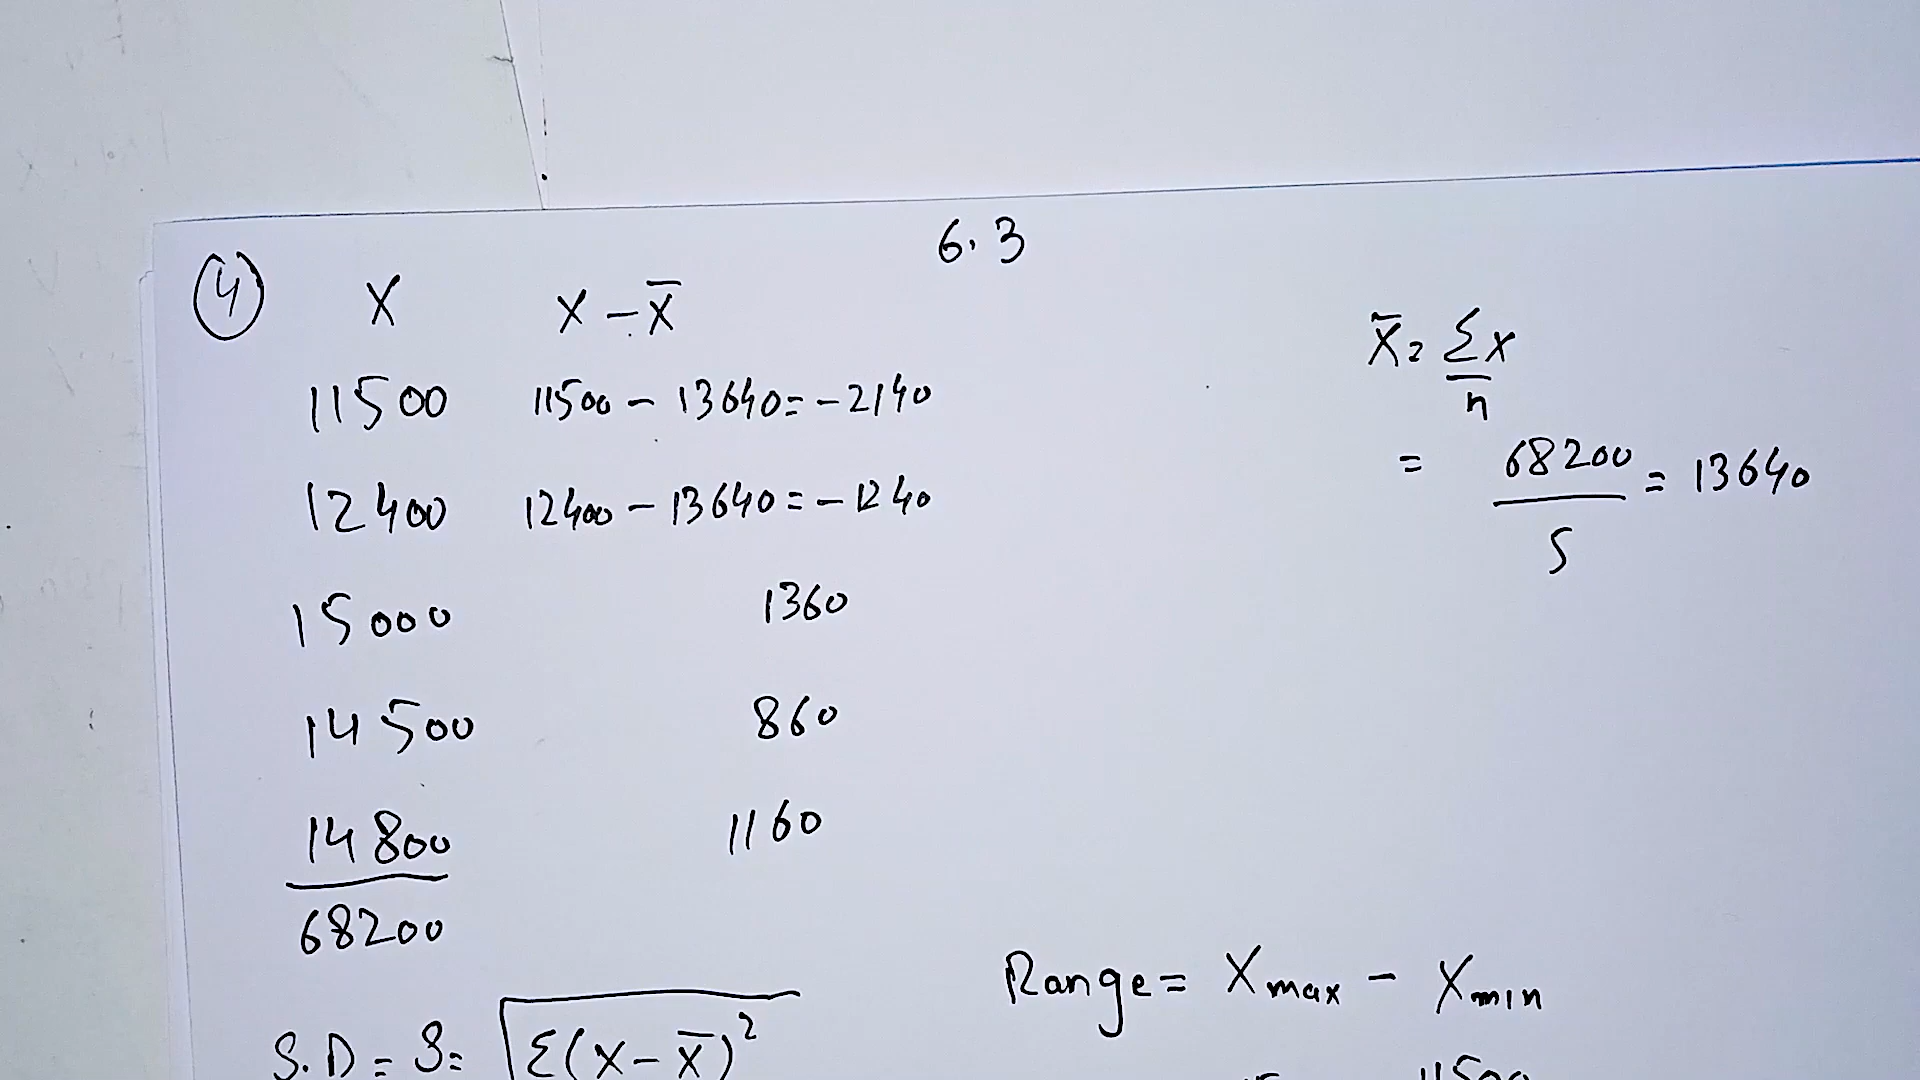 6.3
④ X X - X̄
11500 11500 - 13640 = -2140
12400 12400 - 13640 = -1240
15000 1360
14500 860
14800 1160
68200
X̄ = Σx
n
= 68200 = 13640
5
Range = Xmax - Xmin
11500
S.D = S = √Σ(X - X̄)²